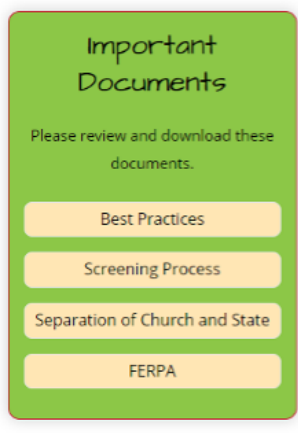 Important
Documents
Please review and download these
documents.
Best Practices
Screening Process
Separation of Church and State
FERPA